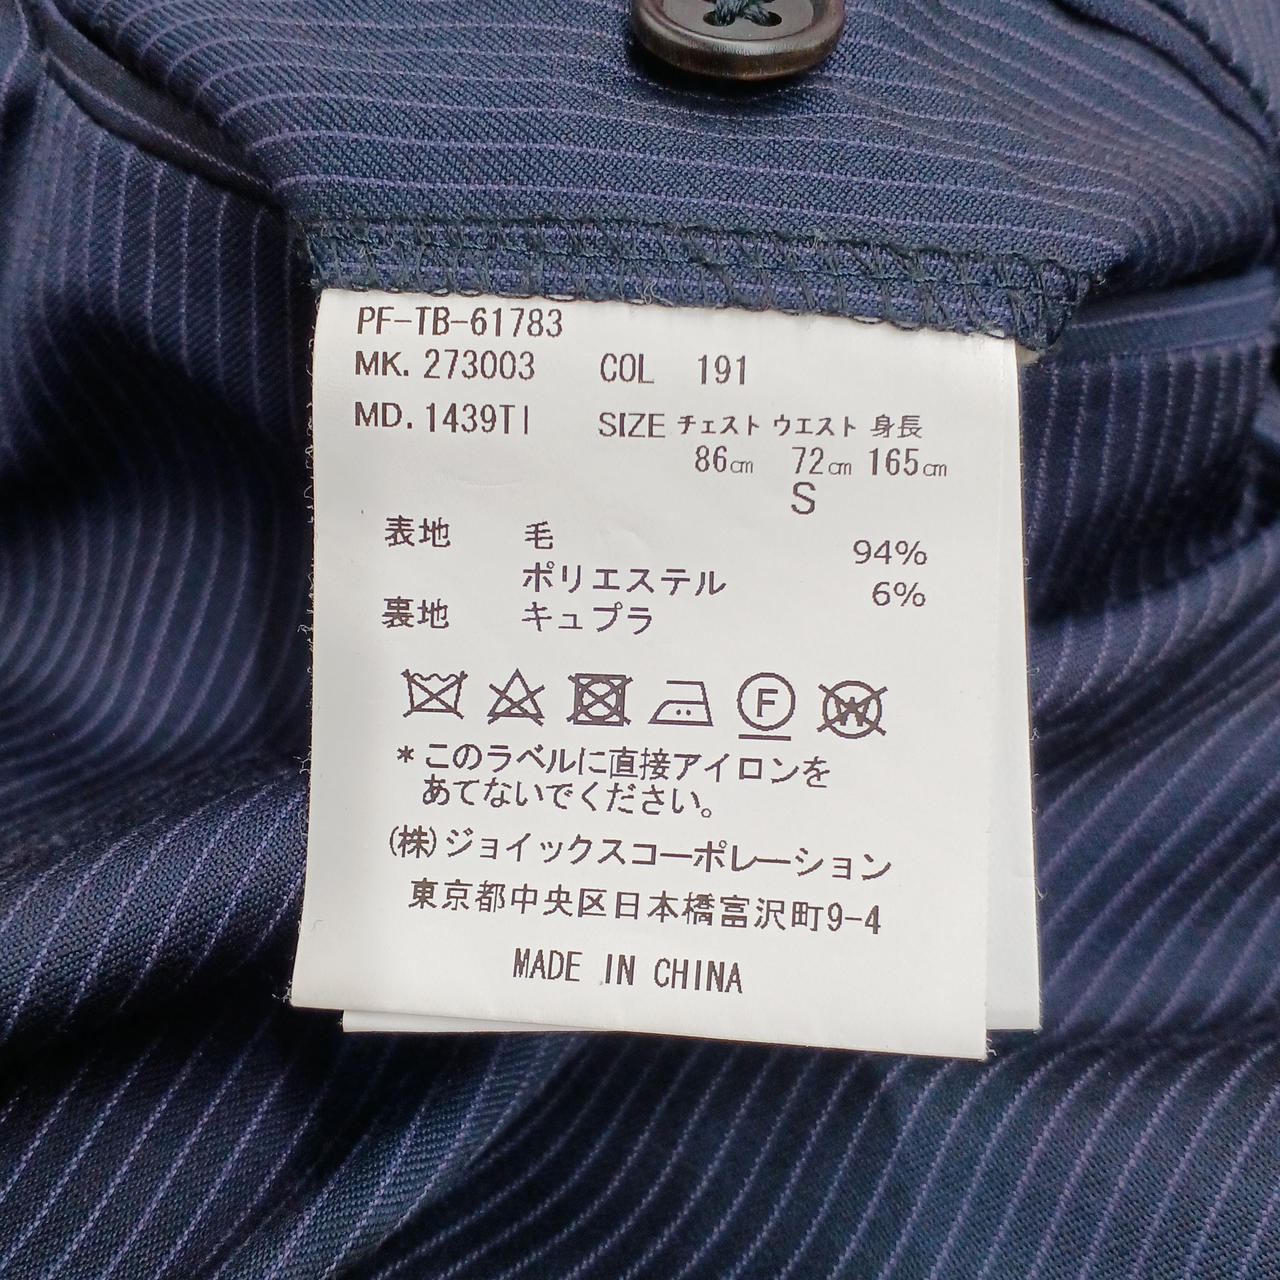 PF-TB-61783
MK. 273003 COL 191
MD. 1439TI SIZE チェスト ウエスト 身長
86㎝ 72㎝ 165㎝
S
表地 毛 94%
ポリエステル 6%
裏地 キュプラ
F W
*このラベルに直接アイロンを
あてないでください。
(株)ジョイックスコーポレーション
東京都中央区日本橋富沢町9-4
MADE IN CHINA